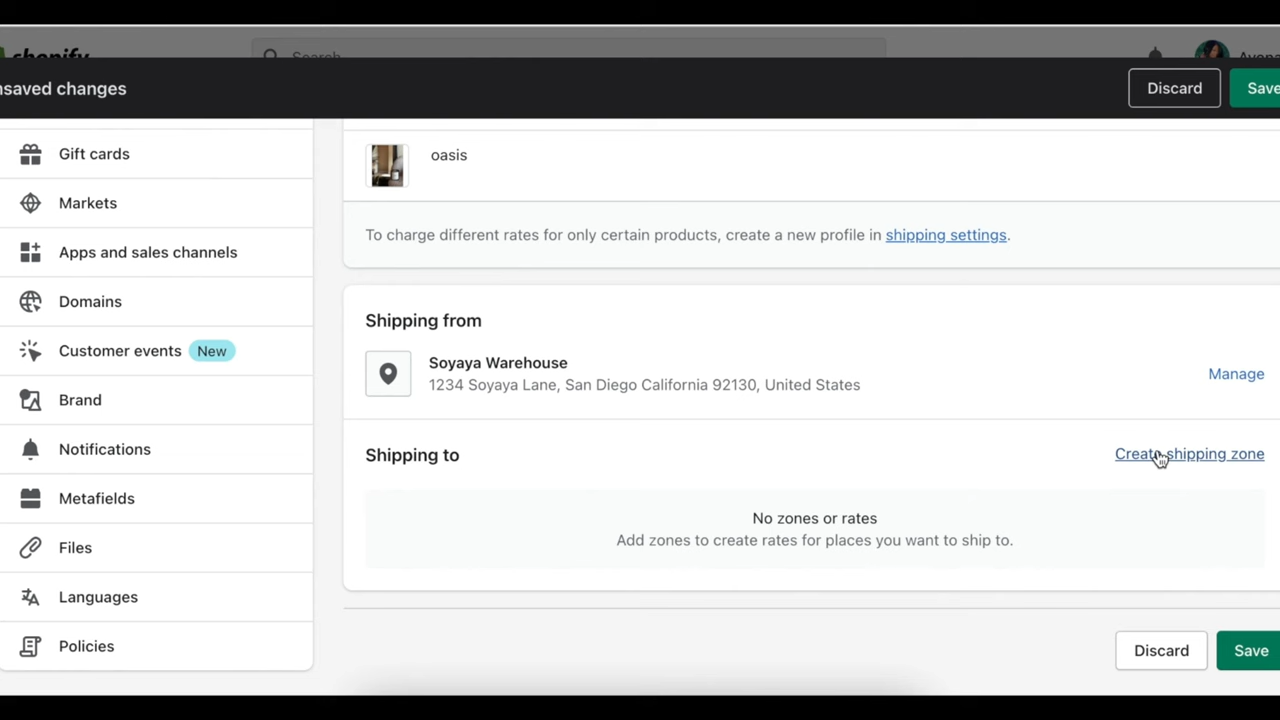 shopify
Search
nsaved changes
Discard
Save
Gift cards
Markets
Apps and sales channels
Domains
Customer events New
Brand
Notifications
Metafields
Files
Languages
Policies
oasis
To charge different rates for only certain products, create a new profile in shipping settings.
Shipping from
Soyaya Warehouse
1234 Soyaya Lane, San Diego California 92130, United States
Manage
Shipping to
Create shipping zone
No zones or rates
Add zones to create rates for places you want to ship to.
Discard
Save